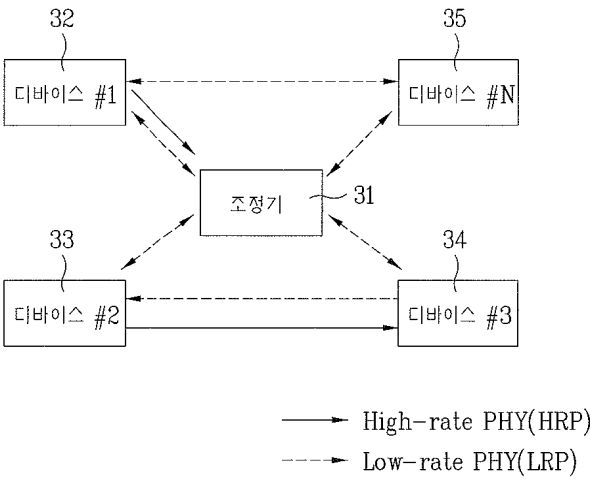 32
35
디바이스 #1
디바이스 #N
조정기
31
33
34
디바이스 #2
디바이스 #3
High-rate PHY(HRP)
Low-rate PHY(LRP)